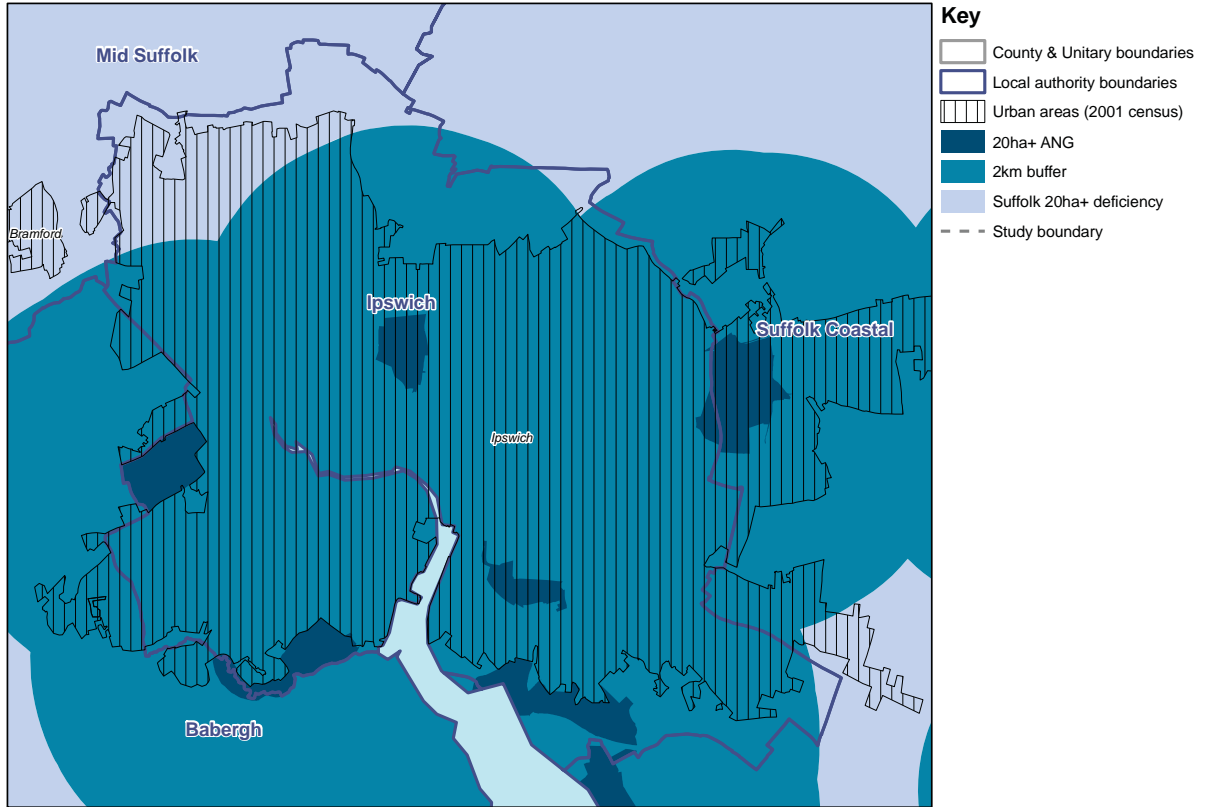 Mid Suffolk
Bramford
Ipswich
Suffolk Coastal
Ipswich
Babergh
Key
County & Unitary boundaries
Local authority boundaries
Urban areas (2001 census)
20ha+ ANG
2km buffer
Suffolk 20ha+ deficiency
Study boundary